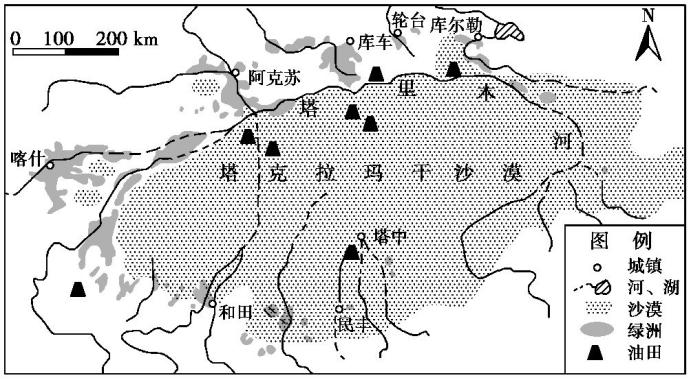 0 100 200 km
N
轮台
库尔勒
库车
阿克苏
塔里木河
喀什
塔克拉玛干沙漠
塔中
和田
民丰
图 例
城镇
河、湖
沙漠
绿洲
油田